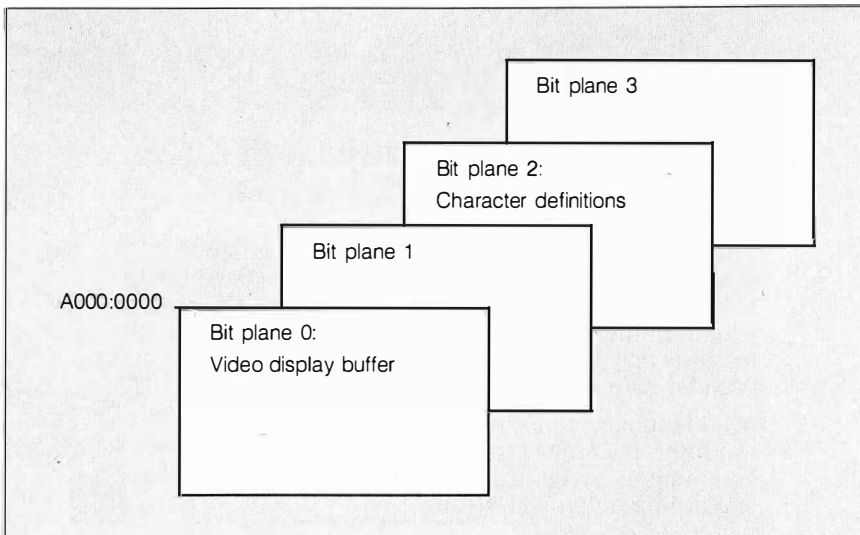 Bit plane 3
Bit plane 2:
Character definitions
Bit plane 1
A000:0000
Bit plane 0:
Video display buffer